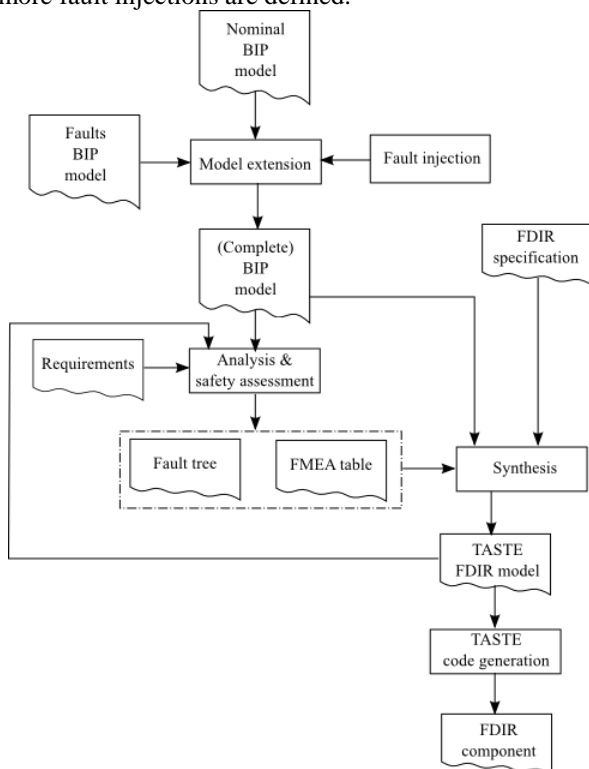 more fault injections are defined.
Nominal
BIP
model
Faults
BIP
model
Model extension
Fault injection
(Complete)
BIP
model
FDIR
specification
Requirements
Analysis &
safety assessment
Fault tree
FMEA table
Synthesis
TASTE
FDIR model
TASTE
code generation
FDIR
component